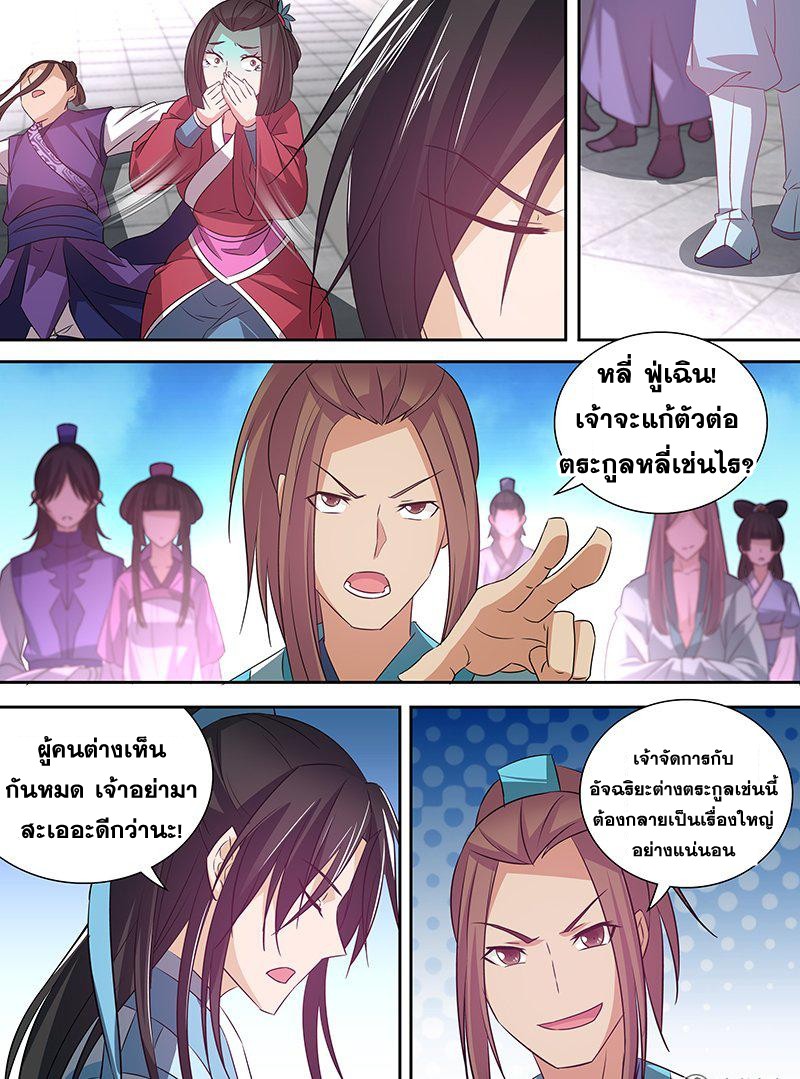 หลี่ ฟู่เฉิน!
เจ้าจะแก้ตัวต่อ
ตระกูลหลี่เช่นไร?
ผู้คนต่างเห็น
กันหมด เจ้าอย่ามา
สะเออะดีกว่านะ!
เจ้าจัดการกับ
อัจฉริยะต่างตระกูลเช่นนี้
ต้องกลายเป็นเรื่องใหญ่
อย่างแน่นอน